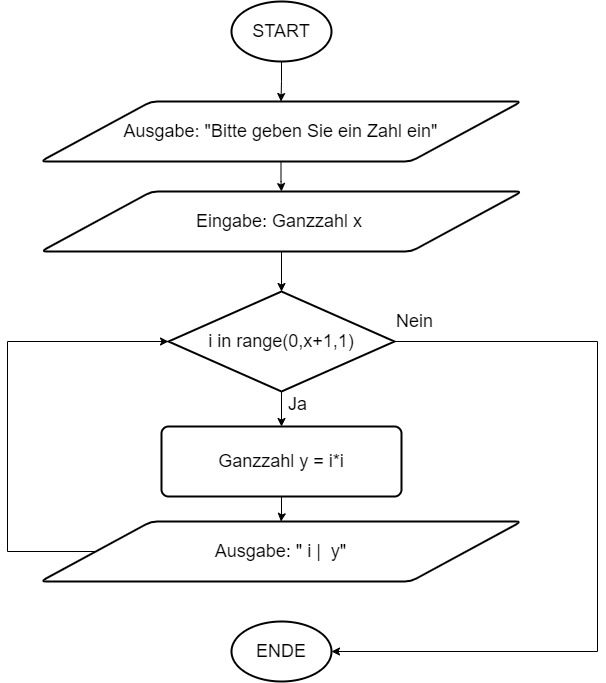 START
Ausgabe: "Bitte geben Sie ein Zahl ein"
Eingabe: Ganzzahl x
i in range(0,x+1,1)
Nein
Ja
Ganzzahl y = i*i
Ausgabe: " i |  y"
ENDE